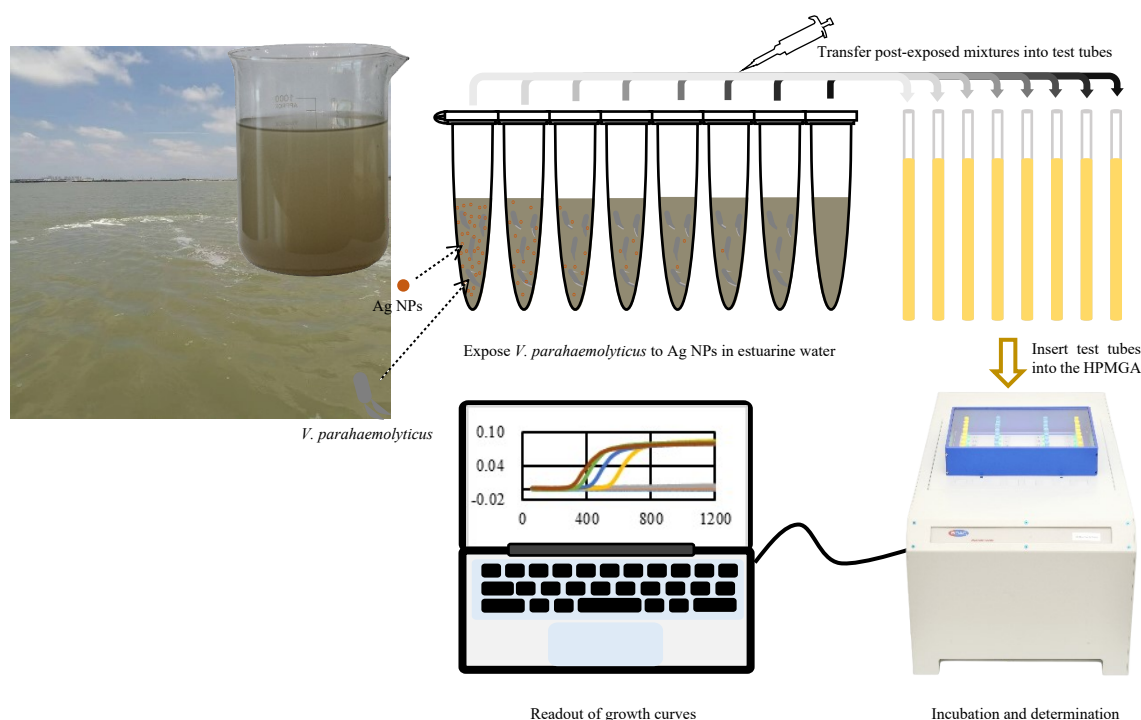 Transfer post-exposed mixtures into test tubes
1000
Ag NPs
Expose V. parahaemolyticus to Ag NPs in estuarine water
Insert test tubes
into the HPMGA
V. parahaemolyticus
0.10
0.04
-0.02
0 400 800 1200
Readout of growth curves
Incubation and determination